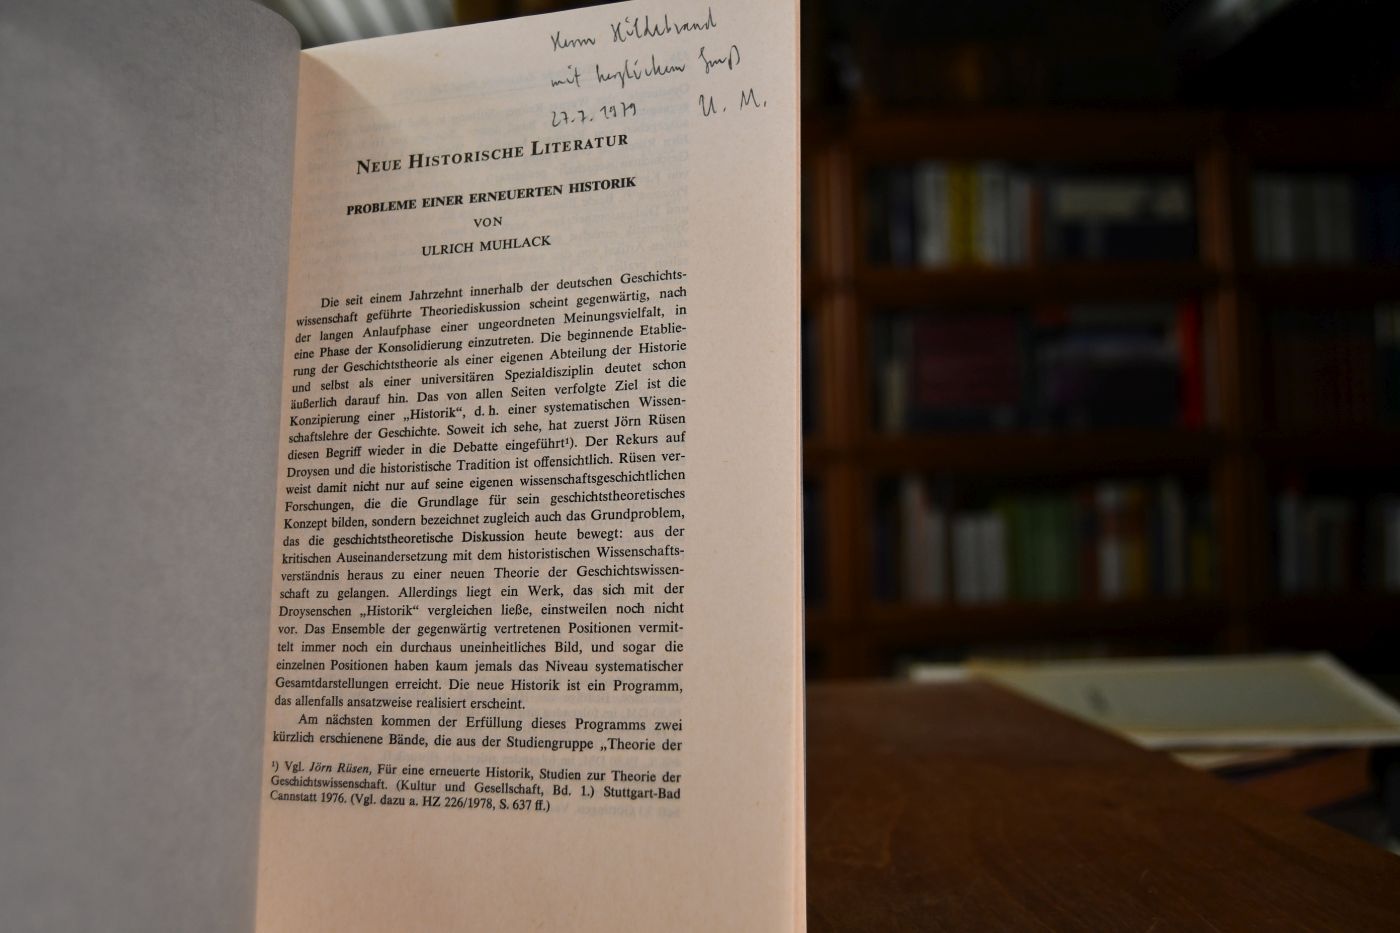 Herrn Hildebrand
mit herzlichem Gruß
27.7.1979 U. M.
NEUE HISTORISCHE LITERATUR
PROBLEME EINER ERNEUERTEN HISTORIK
VON
ULRICH MUHLACK
Die seit einem Jahrzehnt innerhalb der deutschen Geschichts-
wissenschaft geführte Theoriediskussion scheint gegenwärtig, nach
der langen Anlaufphase einer ungeordneten Meinungsvielfalt, in
eine Phase der Konsolidierung einzutreten. Die beginnende Etablie-
rung der Geschichtstheorie als einer eigenen Abteilung der Historie
und selbst als einer universitären Spezialdisziplin deutet schon
äußerlich darauf hin. Das von allen Seiten verfolgte Ziel ist die
Konzipierung einer „Historik“, d. h. einer systematischen Wissen-
schaftslehre der Geschichte. Soweit ich sehe, hat zuerst Jörn Rüsen
diesen Begriff wieder in die Debatte eingeführt¹). Der Rekurs auf
Droysen und die historistische Tradition ist offensichtlich. Rüsen ver-
weist damit nicht nur auf seine eigenen wissenschaftsgeschichtlichen
Forschungen, die die Grundlage für sein geschichtstheoretisches
Konzept bilden, sondern bezeichnet zugleich auch das Grundproblem,
das die geschichtstheoretische Diskussion heute bewegt: aus der
kritischen Auseinandersetzung mit dem historistischen Wissenschafts-
verständnis heraus zu einer neuen Theorie der Geschichtswissen-
schaft zu gelangen. Allerdings liegt ein Werk, das sich mit der
Droysenschen „Historik“ vergleichen ließe, einstweilen noch nicht
vor. Das Ensemble der gegenwärtig vertretenen Positionen vermit-
telt immer noch ein durchaus uneinheitliches Bild, und sogar die
einzelnen Positionen haben kaum jemals das Niveau systematischer
Gesamtdarstellungen erreicht. Die neue Historik ist ein Programm,
das allenfalls ansatzweise realisiert erscheint.
Am nächsten kommen der Erfüllung dieses Programms zwei
kürzlich erschienene Bände, die aus der Studiengruppe „Theorie der
¹) Vgl. Jörn Rüsen, Für eine erneuerte Historik, Studien zur Theorie der
Geschichtswissenschaft. (Kultur und Gesellschaft, Bd. 1.) Stuttgart-Bad
Cannstatt 1976. (Vgl. dazu a. HZ 226/1978, S. 637 ff.)